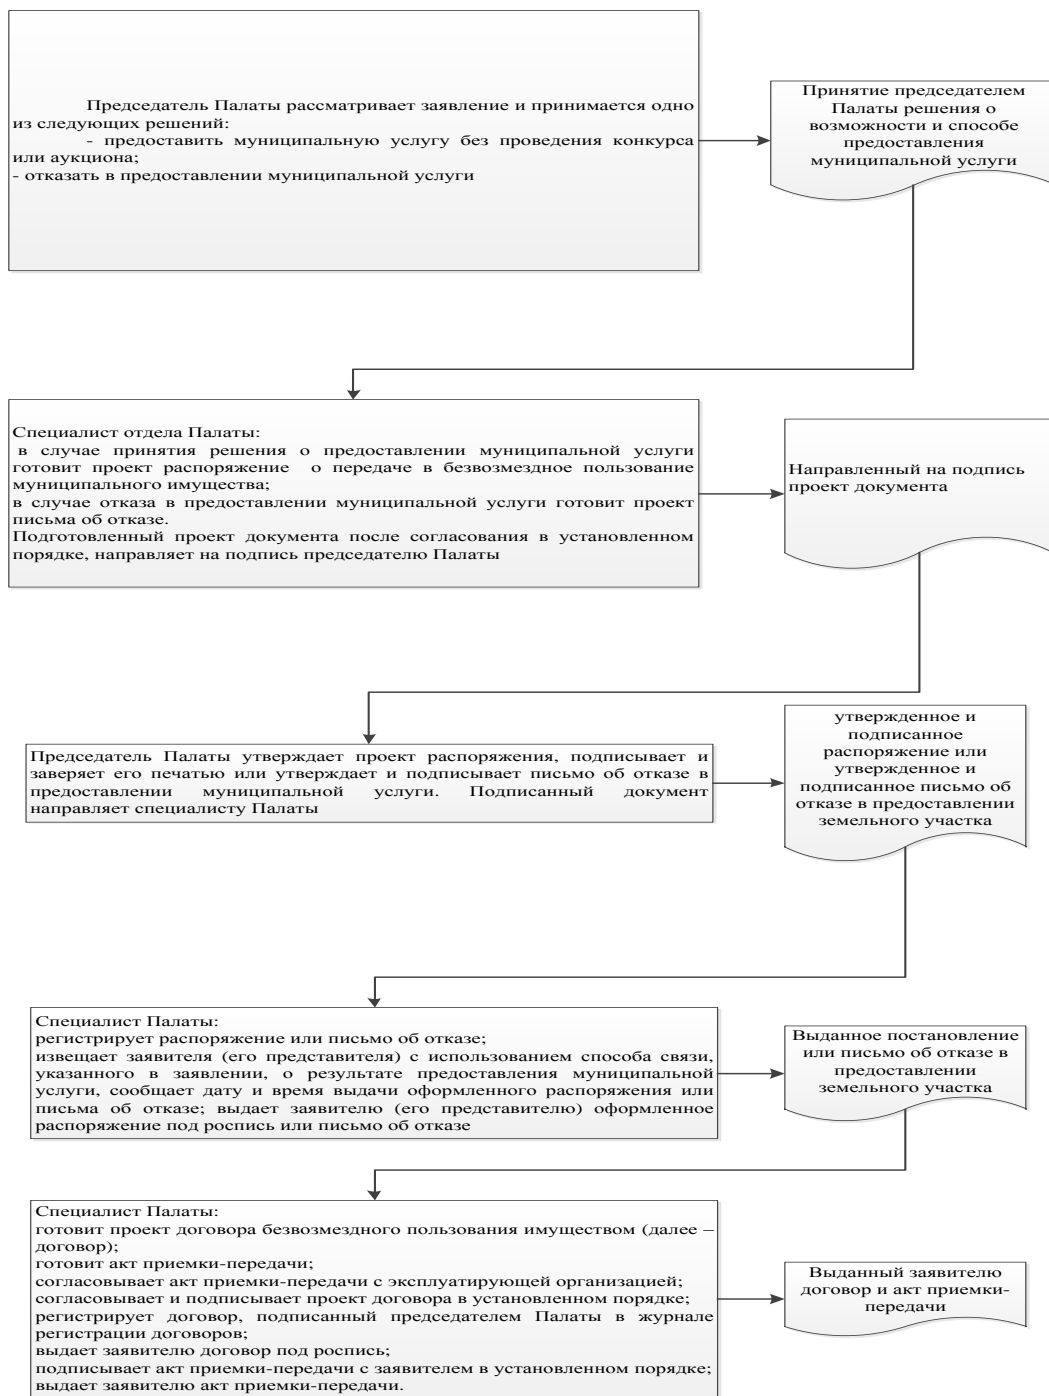 Председатель Палаты рассматривает заявление и принимается одно
из следующих решений:
- предоставить муниципальную услугу без проведения конкурса
или аукциона;
- отказать в предоставлении муниципальной услуги
Принятие председателем
Палаты решения о
возможности и способе
предоставления
муниципальной услуги
Специалист отдела Палаты:
в случае принятия решения о предоставлении муниципальной услуги
готовит проект распоряжение о передаче в безвозмездное пользование
муниципального имущества;
в случае отказа в предоставлении муниципальной услуги готовит проект
письма об отказе.
Подготовленный проект документа после согласования в установленном
порядке, направляет на подпись председателю Палаты
Направленный на подпись
проект документа
Председатель Палаты утверждает проект распоряжения, подписывает и
заверяет его печатью или утверждает и подписывает письмо об отказе в
предоставлении муниципальной услуги. Подписанный документ
направляет специалисту Палаты
утвержденное и
подписанное
распоряжение или
утвержденное и
подписанное письмо об
отказе в предоставлении
земельного участка
Специалист Палаты:
регистрирует распоряжение или письмо об отказе;
извещает заявителя (его представителя) с использованием способа связи,
указанного в заявлении, о результате предоставления муниципальной
услуги, сообщает дату и время выдачи оформленного распоряжения или
письма об отказе; выдает заявителю (его представителю) оформленное
распоряжение под роспись или письмо об отказе
Выданное постановление
или письмо об отказе в
предоставлении
земельного участка
Специалист Палаты:
готовит проект договора безвозмездного пользования имуществом (далее –
договор);
готовит акт приемки-передачи;
согласовывает акт приемки-передачи с эксплуатирующей организацией;
согласовывает и подписывает проект договора в установленном порядке;
регистрирует договор, подписанный председателем Палаты в журнале
регистрации договоров;
выдает заявителю договор под роспись;
подписывает акт приемки-передачи с заявителем в установленном порядке;
выдает заявителю акт приемки-передачи.
Выданный заявителю
договор и акт приемки-
передачи